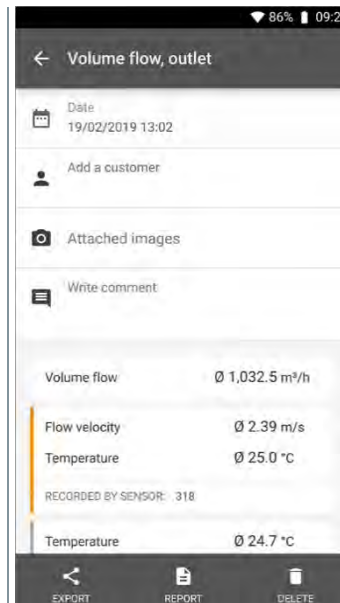 86% 09:2
Volume flow, outlet
Date
19/02/2019 13:02
Add a customer
Attached images
Write comment
Volume flow Ø 1,032.5 m³/h
Flow velocity Ø 2.39 m/s
Temperature Ø 25.0 °C
RECORDED BY SENSOR: 318
Temperature Ø 24.7 °C
EXPORT REPORT DELETE